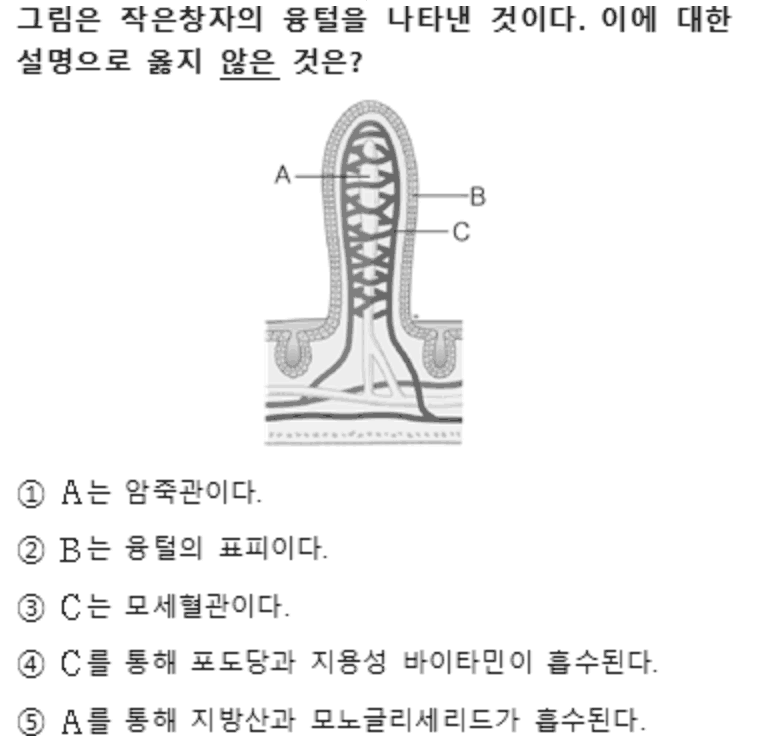 그림은 작은창자의 융털을 나타낸 것이다. 이에 대한
설명으로 옳지 않은 것은?
A
B
C
① A는 암죽관이다.
② B는 융털의 표피이다.
③ C는 모세혈관이다.
④ C를 통해 포도당과 지용성 바이타민이 흡수된다.
⑤ A를 통해 지방산과 모노글리세리드가 흡수된다.